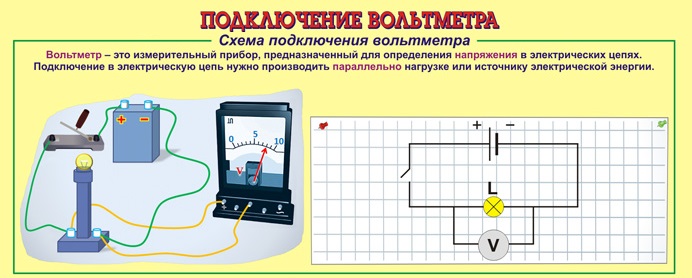 ПОДКЛЮЧЕНИЕ ВОЛЬТМЕТРА
Схема подключения вольтметра
Вольтметр – это измерительный прибор, предназначенный для определения напряжения в электрических цепях.
Подключение в электрическую цепь нужно производить параллельно нагрузке или источнику электрической энергии.
+ −
0 5 10
V
+ −
L
V